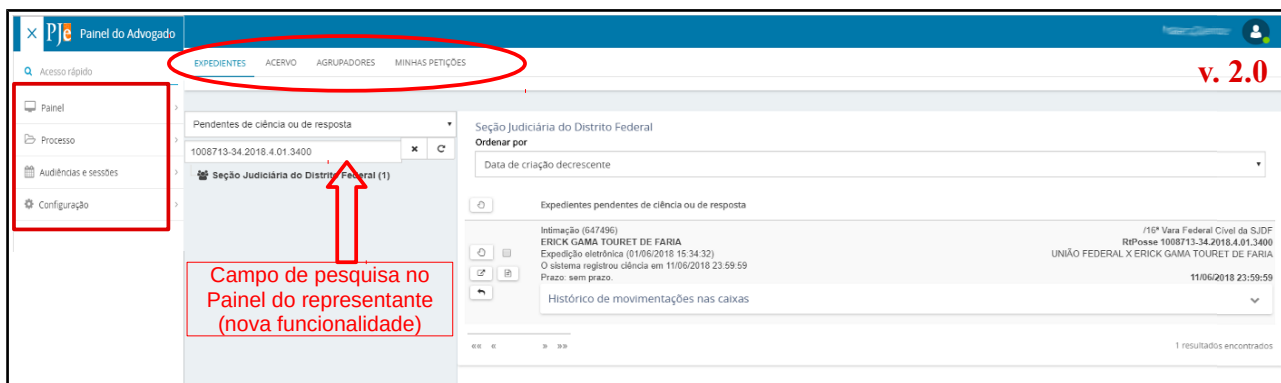 × PJe Painel do Advogado
Acesso rápido
EXPEDIENTES ACERVO AGRUPADORES MINHAS PETIÇÕES
v. 2.0
Painel
Processo
Audiências e sessões
Configuração
Pendentes de ciência ou de resposta
1008713-34.2018.4.01.3400
Seção Judiciária do Distrito Federal (1)
Campo de pesquisa no
Painel do representante
(nova funcionalidade)
Seção Judiciária do Distrito Federal
Ordenar por
Data de criação decrescente
Expedientes pendentes de ciência ou de resposta
Intimação (647496)
ERICK GAMA TOURET DE FARIA
Expedição eletrônica (01/06/2018 15:34:32)
O sistema registrou ciência em 11/06/2018 23:59:59
Prazo: sem prazo.
/16ª Vara Federal Cível da SJDF
RtPosse 1008713-34.2018.4.01.3400
UNIÃO FEDERAL X ERICK GAMA TOURET DE FARIA
11/06/2018 23:59:59
Histórico de movimentações nas caixas
«« « » »»
1 resultados encontrados